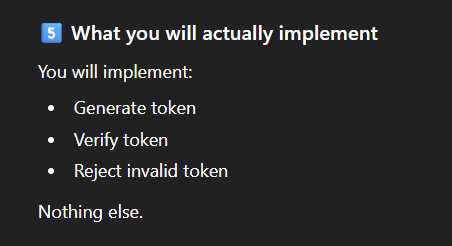 5️⃣ What you will actually implement
You will implement:
• Generate token
• Verify token
• Reject invalid token
Nothing else.